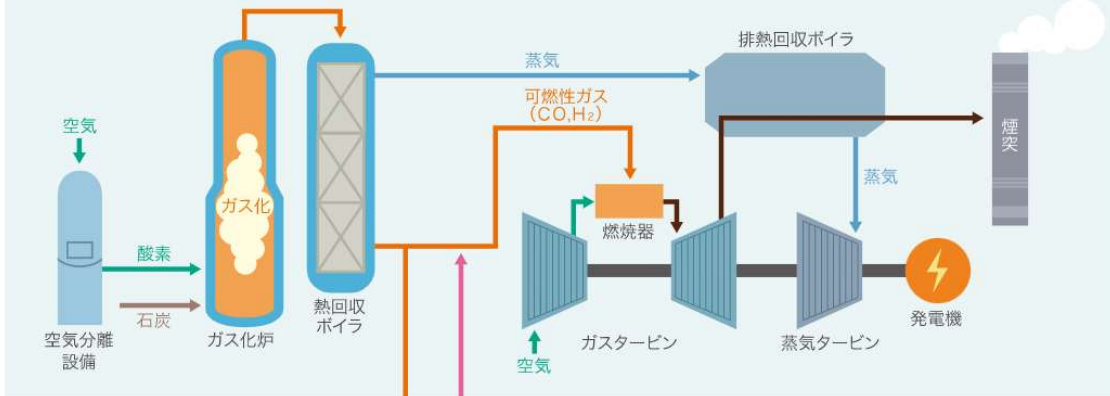 排熱回収ボイラ
蒸気
可燃性ガス
(CO,H₂)
空気
煙突
蒸気
ガス化
燃焼器
酸素
石炭
熱回収
ボイラ
発電機
空気分離
設備
ガス化炉
ガスタービン
蒸気タービン
空気